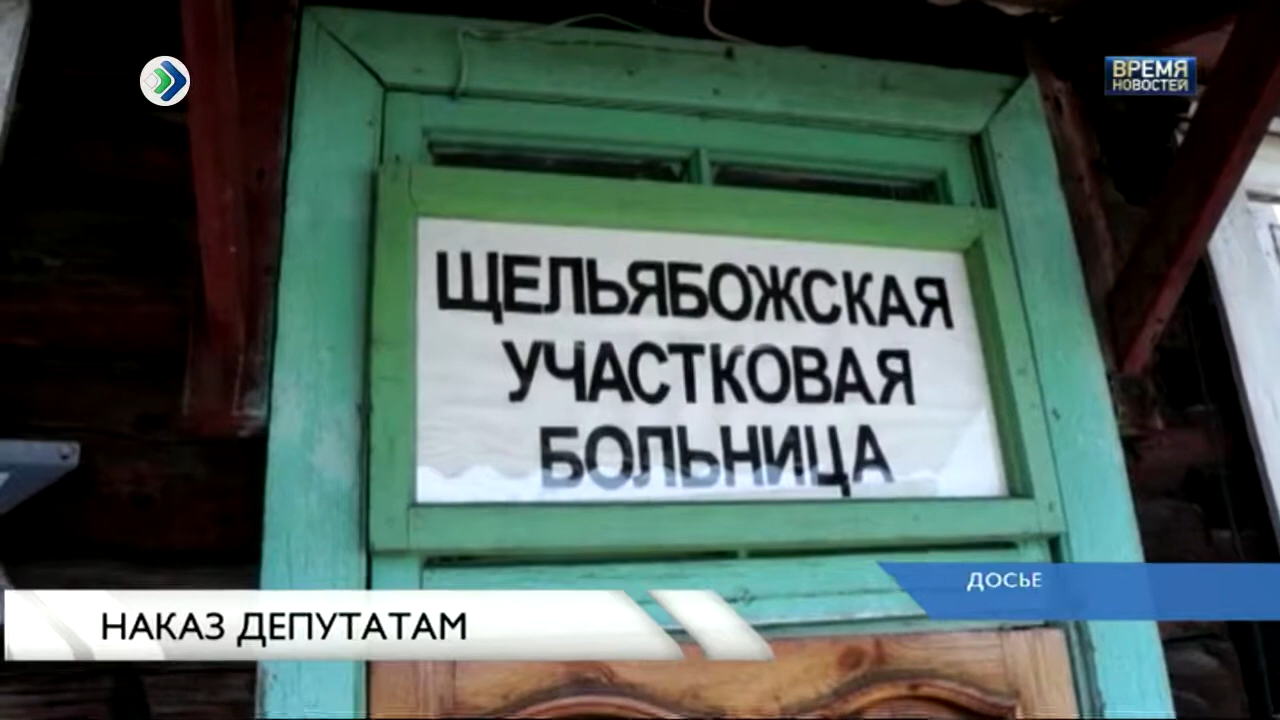 ВРЕМЯ
НОВОСТЕЙ
ЩЕЛЬЯБОЖСКАЯ
УЧАСТКОВАЯ
БОЛЬНИЦА
ДОСЬЕ
НАКАЗ ДЕПУТАТАМ